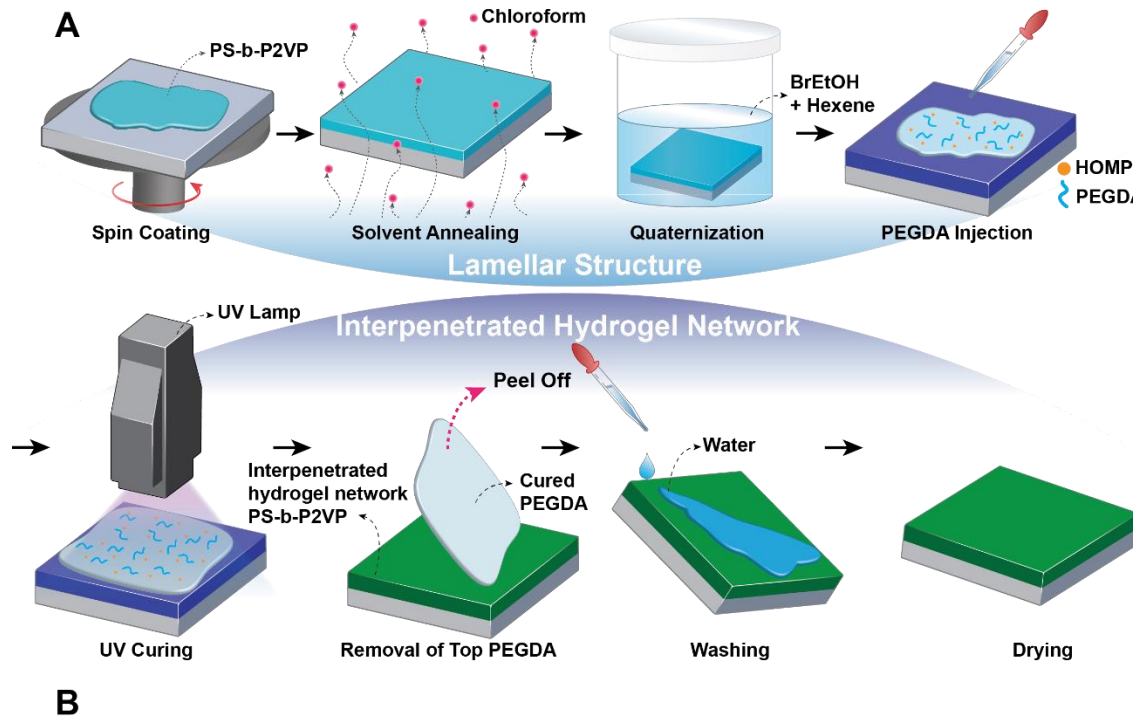 A
PS-b-P2VP
Chloroform
BrEtOH
+ Hexene
HOMP
PEGDA
Spin Coating
Solvent Annealing
Quaternization
PEGDA Injection
Lamellar Structure
Interpenetrated Hydrogel Network
UV Lamp
Peel Off
Interpenetrated
hydrogel network
PS-b-P2VP
Cured
PEGDA
Water
UV Curing
Removal of Top PEGDA
Washing
Drying
B